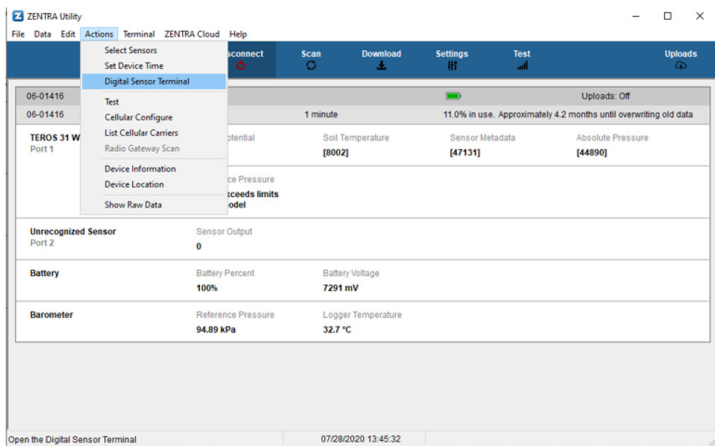 ZENTRA Utility
File Data Edit Actions Terminal ZENTRA Cloud Help
Select Sensors
Set Device Time
Digital Sensor Terminal
Test
Cellular Configure
List Cellular Carriers
Radio Gateway Scan
Device Information
Device Location
Show Raw Data
Scan Download Settings Test Uploads
06-01416 Uploads: Off
06-01416 1 minute 11.0% in use. Approximately 4.2 months until overwriting old data
TEROS 31 Soil Temperature Sensor Metadata Absolute Pressure
Port 1 [8002] [47131] [44890]
Pressure
exceeds limits
Unrecognized Sensor Sensor Output
Port 2 0
Battery Battery Percent Battery Voltage
100% 7291 mV
Barometer Reference Pressure Logger Temperature
94.89 kPa 32.7 °C
Open the Digital Sensor Terminal 07/28/2020 13:45:32